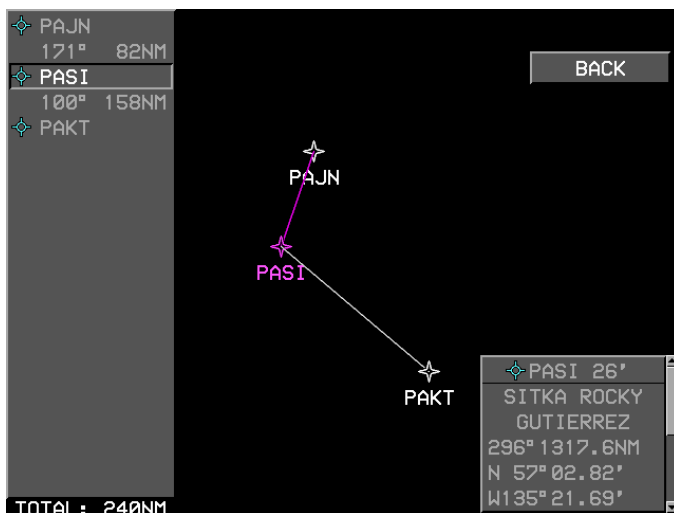 PAJN
171° 82NM
PASI
100° 158NM
PAKT
TOTAL: 240NM
BACK
PAJN
PASI
PAKT
PASI 26'
SITKA ROCKY
GUTIERREZ
296° 1317.6NM
N 57° 02.82'
W135° 21.69'